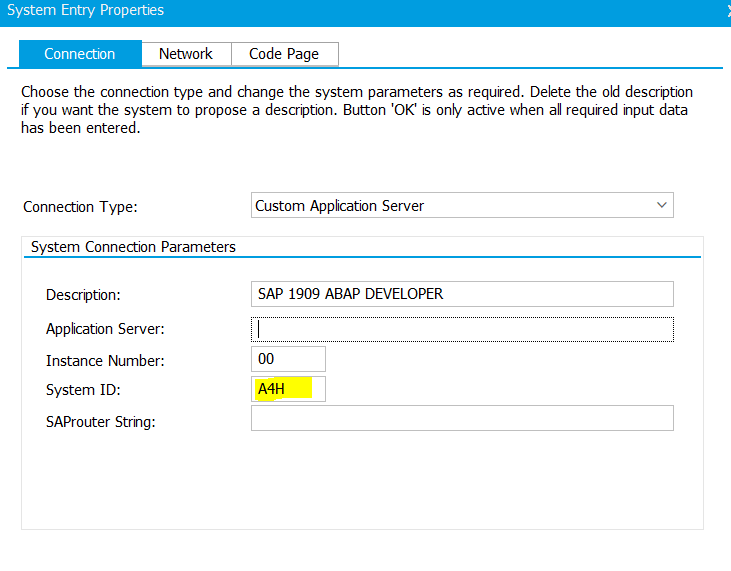 System Entry Properties
Connection Network Code Page
Choose the connection type and change the system parameters as required. Delete the old description
if you want the system to propose a description. Button 'OK' is only active when all required input data
has been entered.
Connection Type: Custom Application Server
System Connection Parameters
Description: SAP 1909 ABAP DEVELOPER
Application Server:
Instance Number: 00
System ID: A4H
SAProuter String: